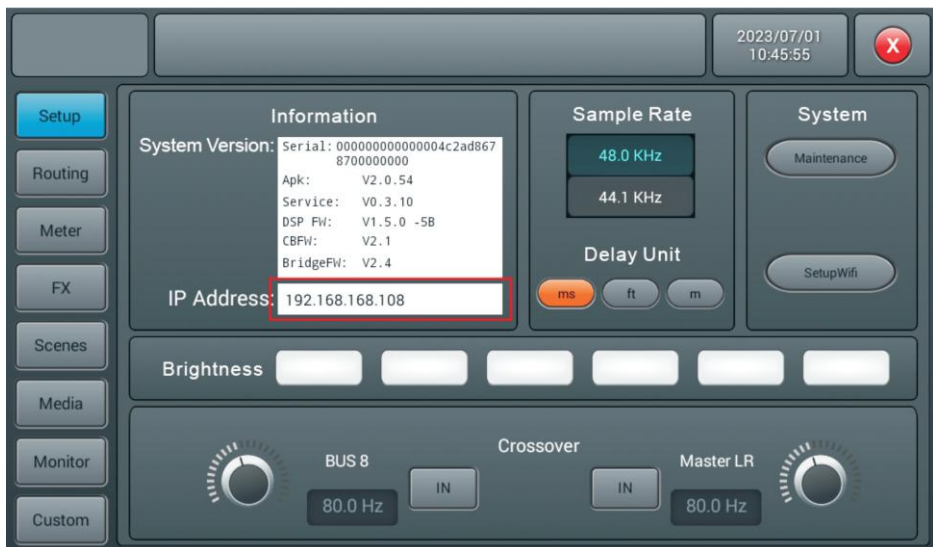 2023/07/01
10:45:55
X
Setup
Routing
Meter
FX
Scenes
Media
Monitor
Custom
Information
System Version:
Serial: 000000000000004c2ad867
8700000000
Apk: V2.0.54
Service: V0.3.10
DSP FW: V1.5.0 -5B
CBFW: V2.1
BridgeFW: V2.4
IP Address: 192.168.168.108
Sample Rate
48.0 KHz
44.1 KHz
Delay Unit
ms ft m
System
Maintenance
SetupWifi
Brightness
Crossover
BUS 8
80.0 Hz
IN
IN
Master LR
80.0 Hz